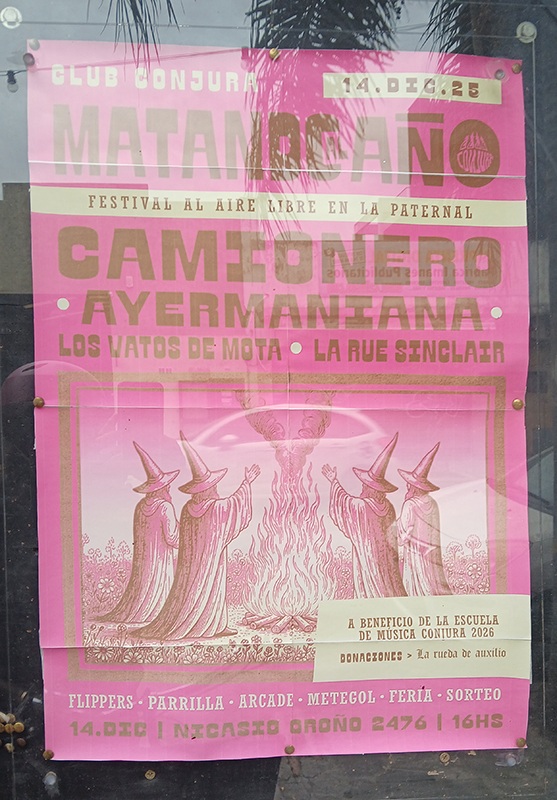 CLUB CONJURA
14.DIC.25
MATANOGAÑO
FESTIVAL AL AIRE LIBRE EN LA PATERNAL
CAMIONERO
AYERMANIANA
LOS VATOS DE MOTA • LA RUE SINCLAIR
A BENEFICIO DE LA ESCUELA
DE MÚSICA CONJURA 2026
DONACIONES > La rueda de auxilio
FLIPPERS · PARRILLA · ARCADE · METEGOL · FERIA · SORTEO
14.DIC | NICASIO OROÑO 2476 | 16HS